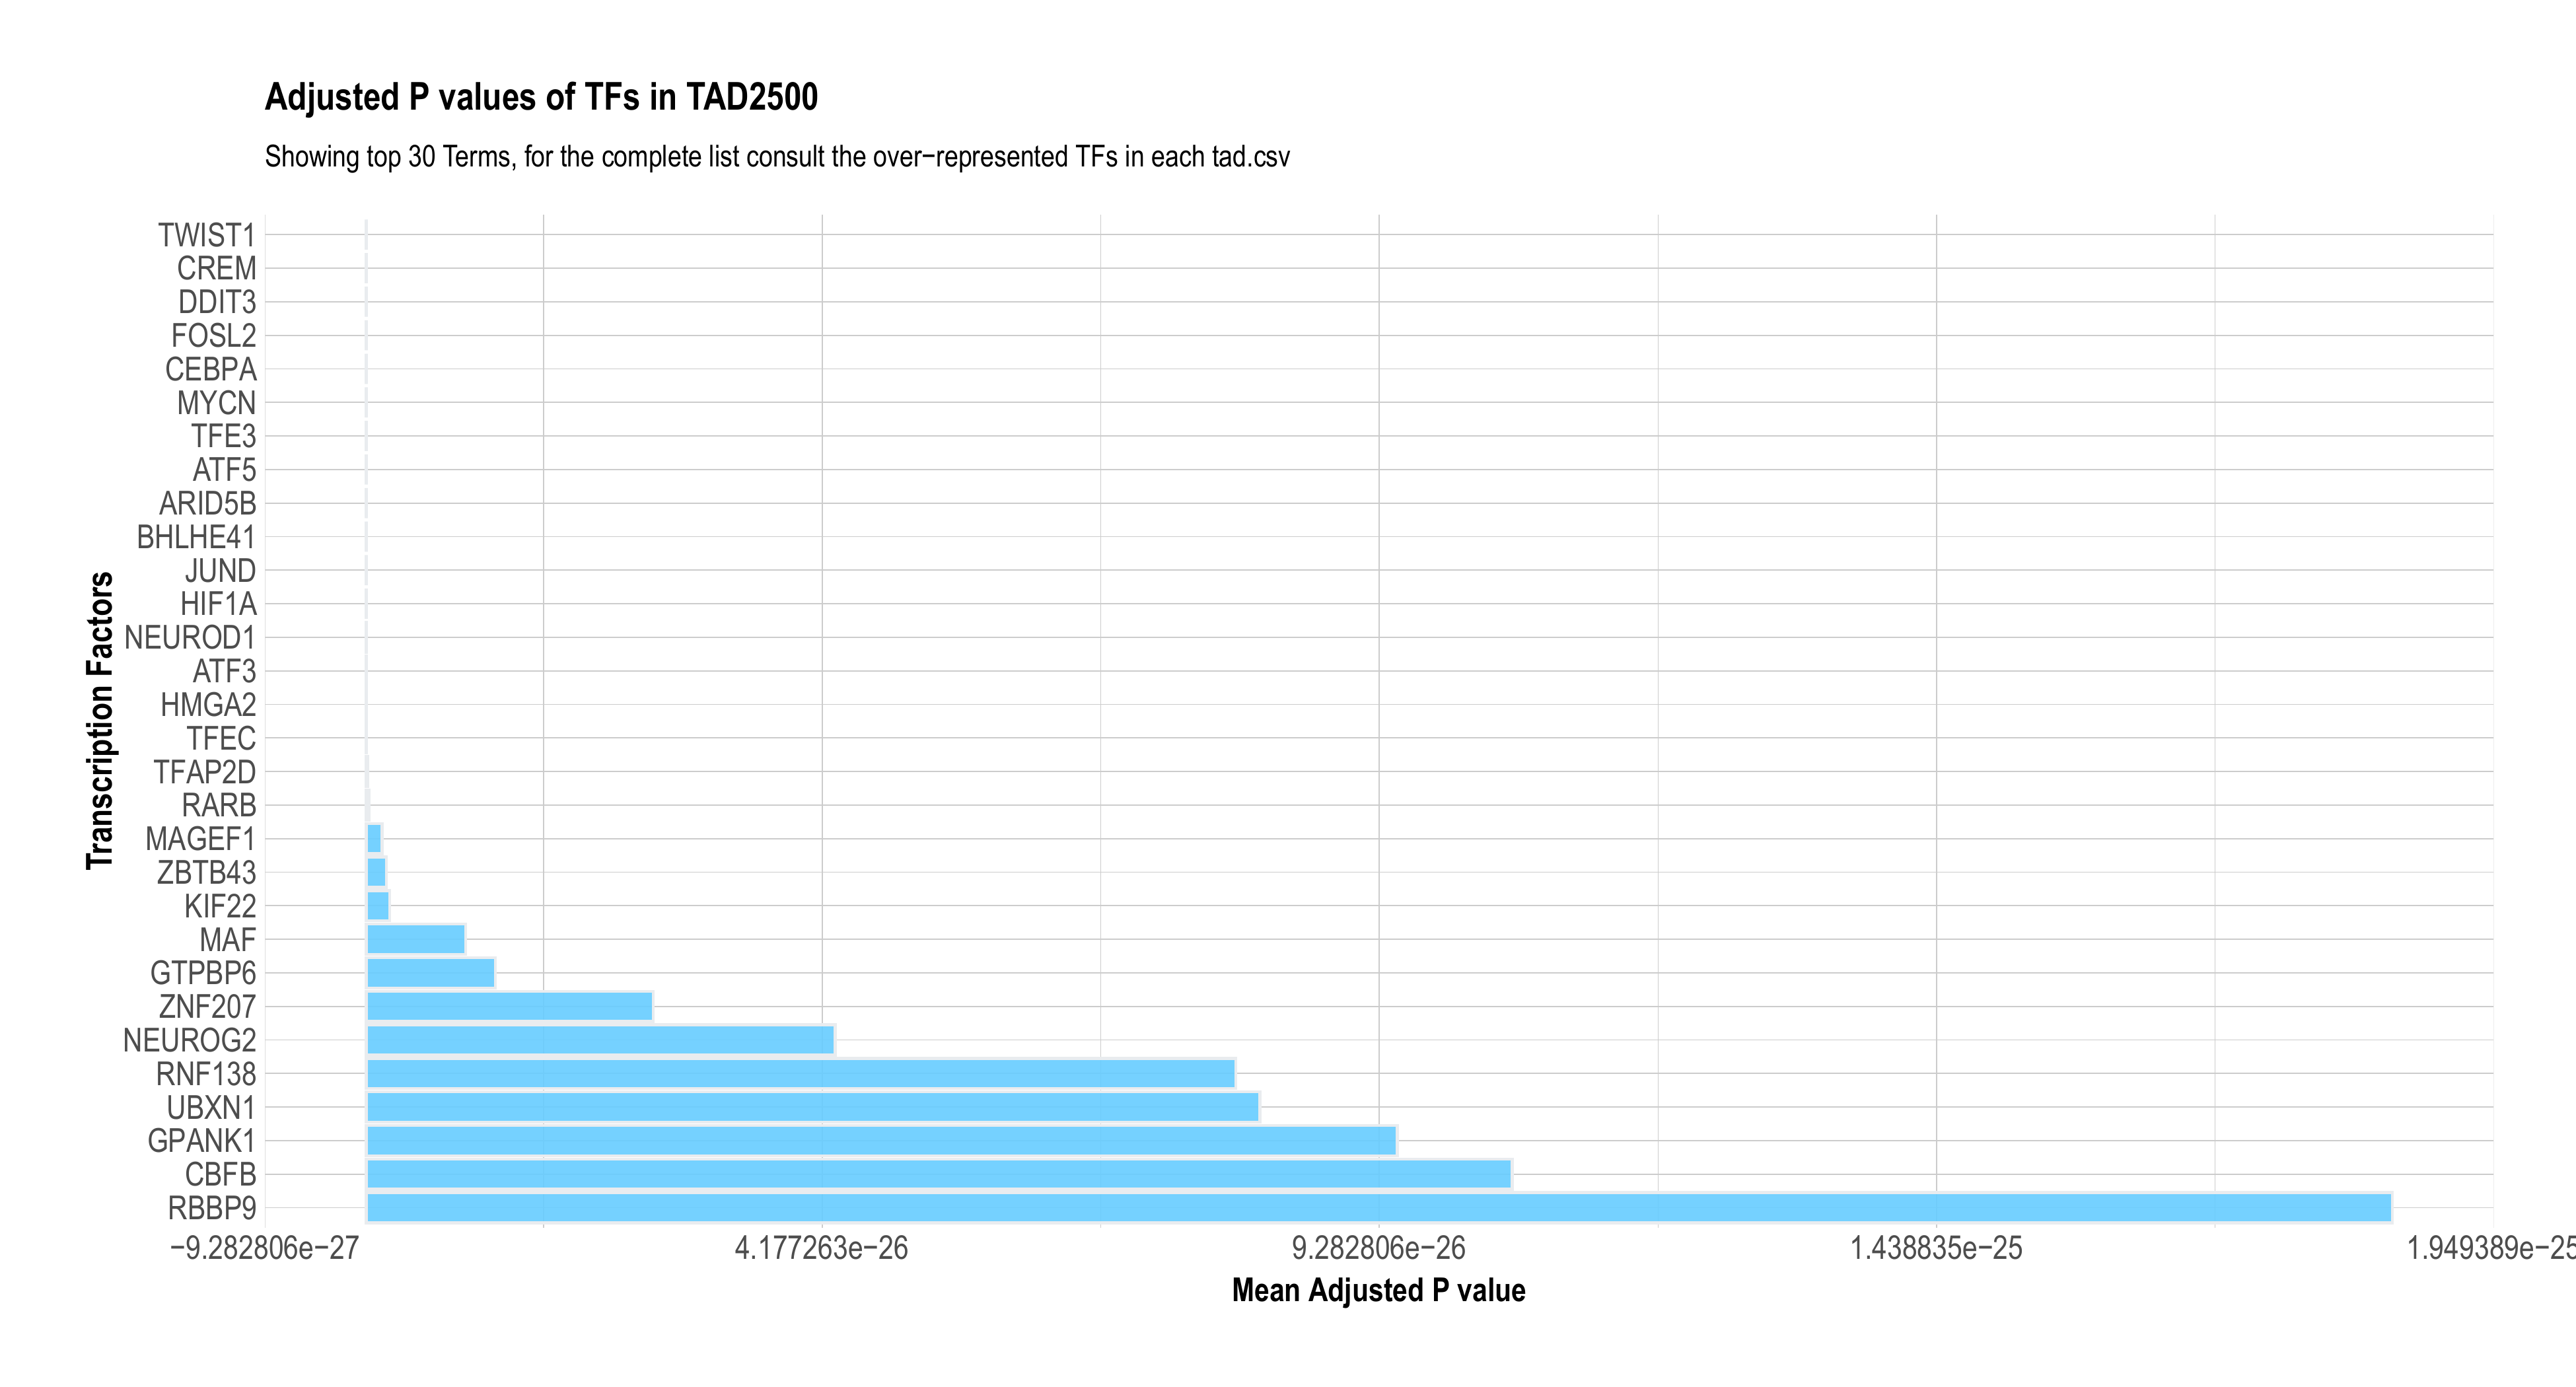 Adjusted P values of TFs in TAD2500
Showing top 30 Terms, for the complete list consult the over−represented TFs in each tad.csv
Transcription Factors
TWIST1
CREM
DDIT3
FOSL2
CEBPA
MYCN
TFE3
ATF5
ARID5B
BHLHE41
JUND
HIF1A
NEUROD1
ATF3
HMGA2
TFEC
TFAP2D
RARB
MAGEF1
ZBTB43
KIF22
MAF
GTPBP6
ZNF207
NEUROG2
RNF138
UBXN1
GPANK1
CBFB
RBBP9
−9.282806e−27 4.177263e−26 9.282806e−26 1.438835e−25 1.949389e−25
Mean Adjusted P value